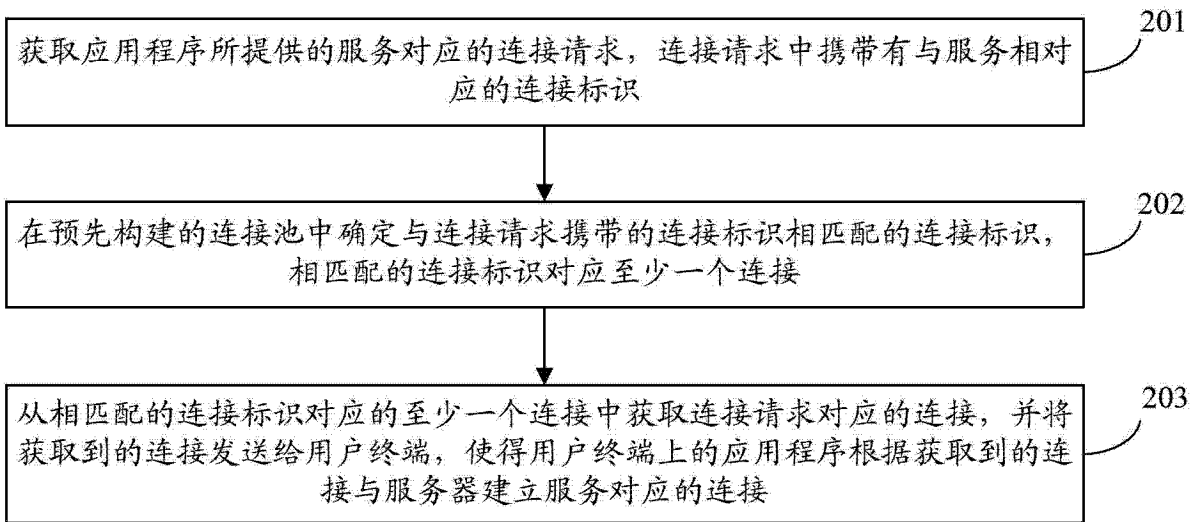 201
获取应用程序所提供的服务对应的连接请求，连接请求中携带有与服务相对
应的连接标识
202
在预先构建的连接池中确定与连接请求携带的连接标识相匹配的连接标识，
相匹配的连接标识对应至少一个连接
203
从相匹配的连接标识对应的至少一个连接中获取连接请求对应的连接，并将
获取到的连接发送给用户终端，使得用户终端上的应用程序根据获取到的连
接与服务器建立服务对应的连接